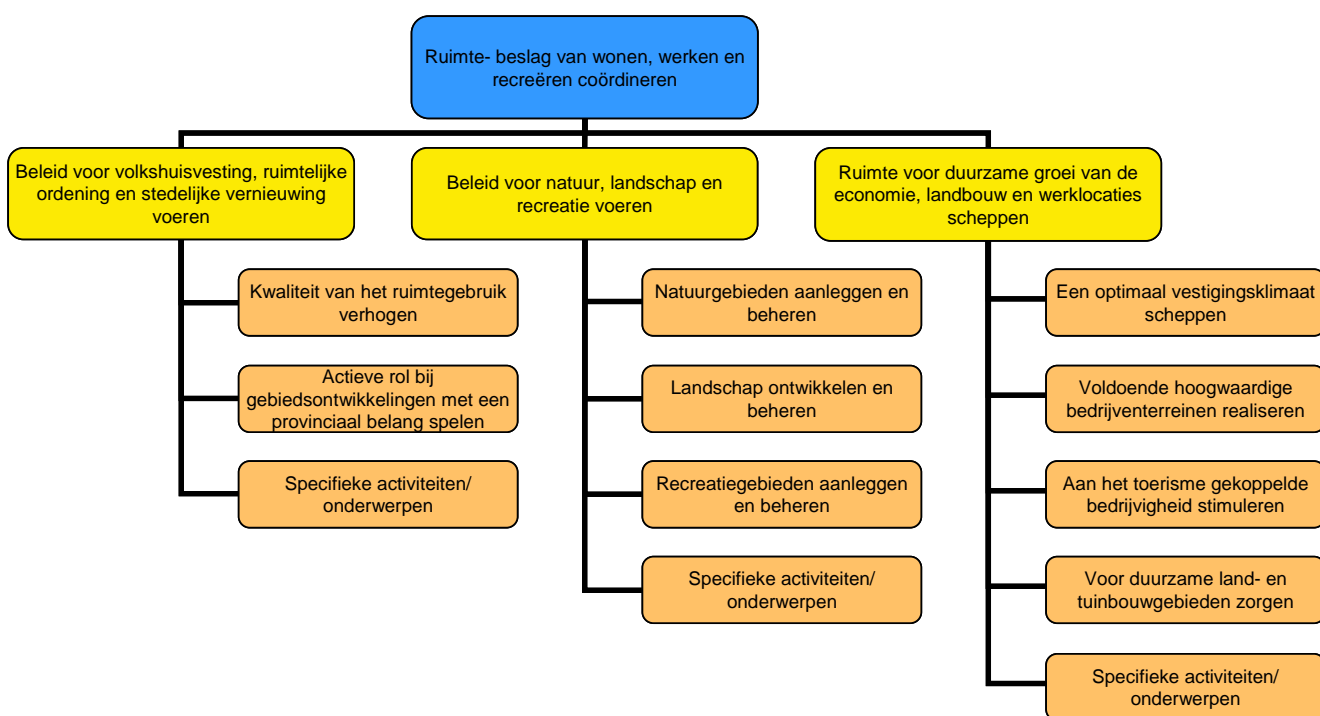 Ruimte- beslag van wonen, werken en
recreëren coördineren
Beleid voor volkshuisvesting, ruimtelijke
ordening en stedelijke vernieuwing
voeren
Beleid voor natuur, landschap en
recreatie voeren
Ruimte voor duurzame groei van de
economie, landbouw en werklocaties
scheppen
Kwaliteit van het ruimtegebruik
verhogen
Actieve rol bij
gebiedsontwikkelingen met een
provinciaal belang spelen
Specifieke activiteiten/
onderwerpen
Natuurgebieden aanleggen en
beheren
Landschap ontwikkelen en
beheren
Recreatiegebieden aanleggen
en beheren
Specifieke activiteiten/
onderwerpen
Een optimaal vestigingsklimaat
scheppen
Voldoende hoogwaardige
bedrijventerreinen realiseren
Aan het toerisme gekoppelde
bedrijvigheid stimuleren
Voor duurzame land- en
tuinbouwgebieden zorgen
Specifieke activiteiten/
onderwerpen